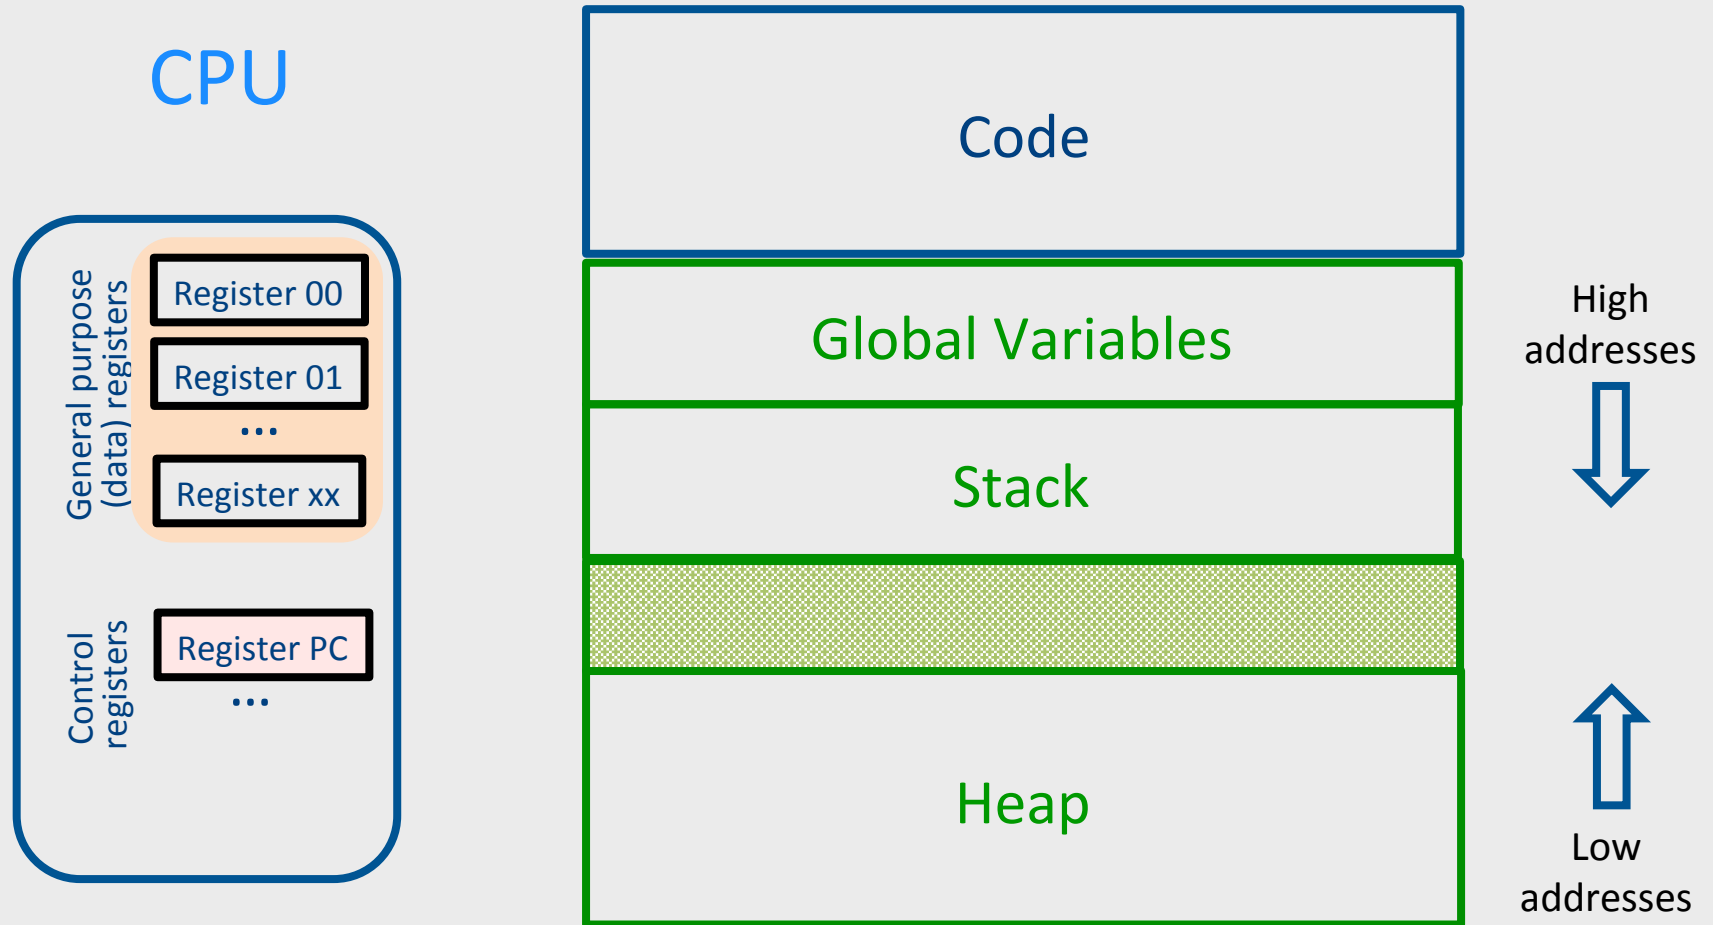 CPU
General purpose
(data) registers
Register 00
Register 01
...
Register xx
Control
registers
Register PC
...
Code
Global Variables
Stack
Heap
High
addresses
Low
addresses